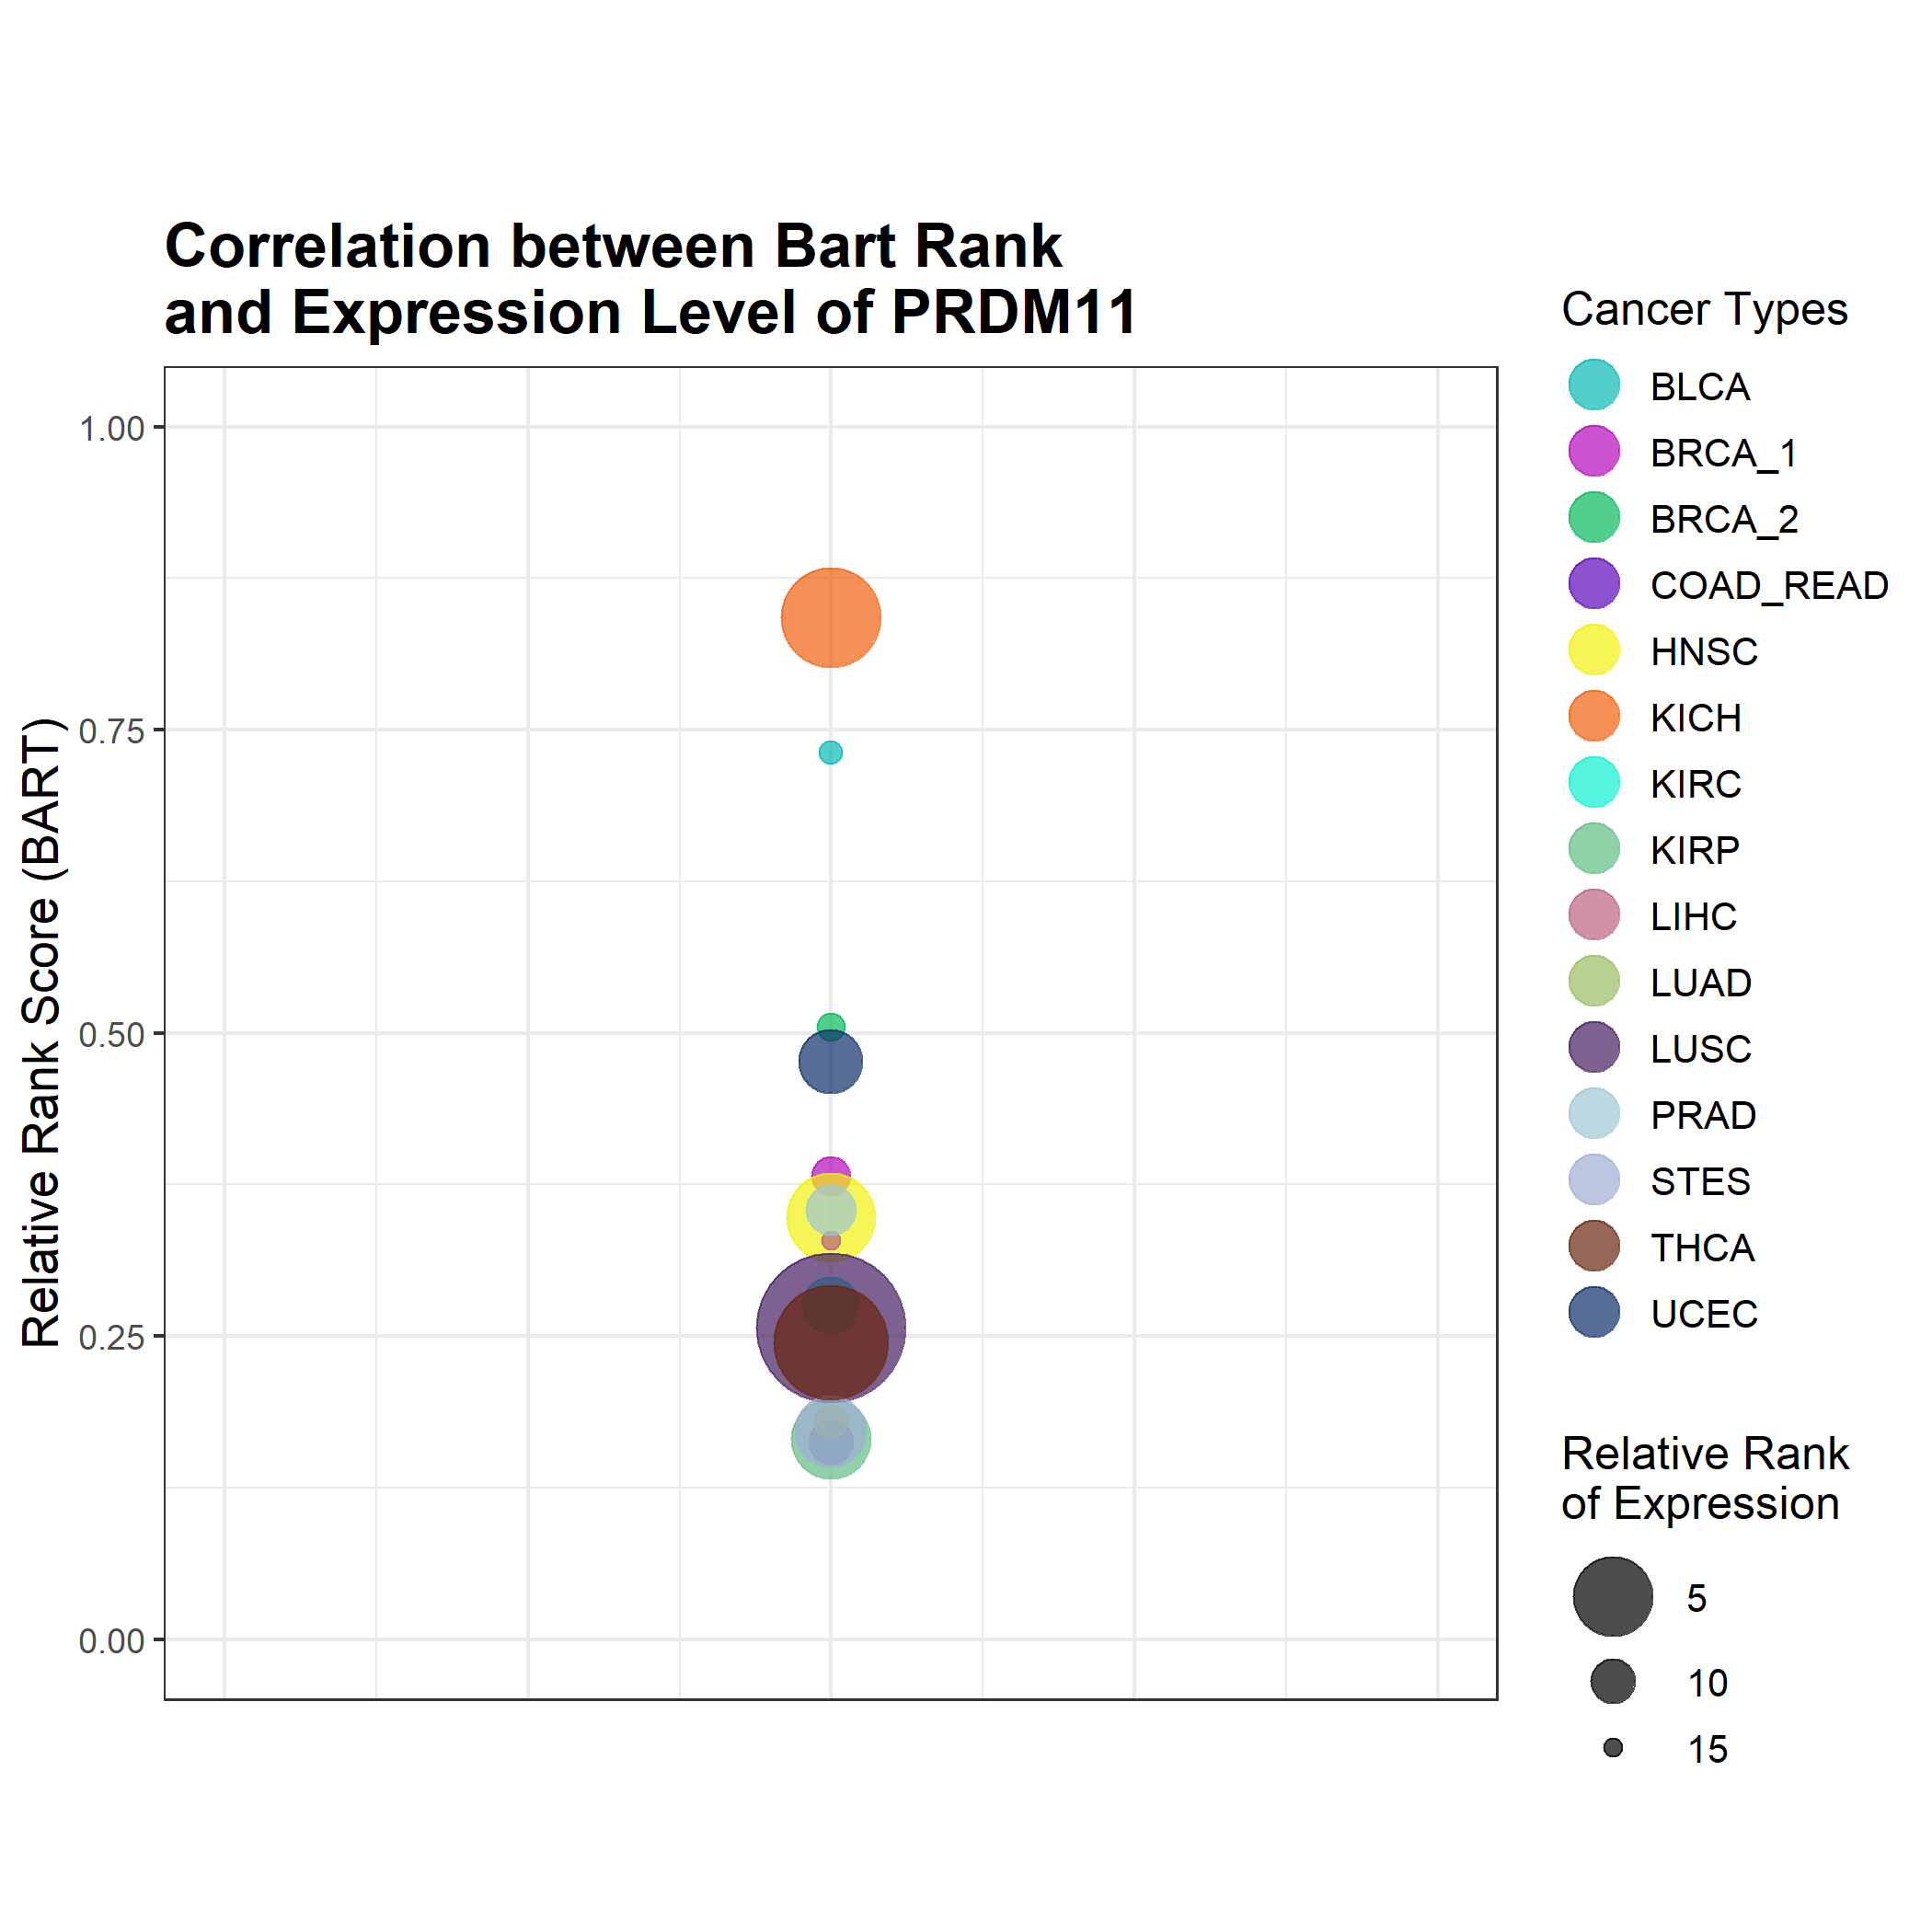 Correlation between Bart Rank
and Expression Level of PRDM11
Relative Rank Score (BART)
1.00
0.75
0.50
0.25
0.00
Cancer Types
BLCA
BRCA_1
BRCA_2
COAD_READ
HNSC
KICH
KIRC
KIRP
LIHC
LUAD
LUSC
PRAD
STES
THCA
UCEC
Relative Rank
of Expression
5
10
15